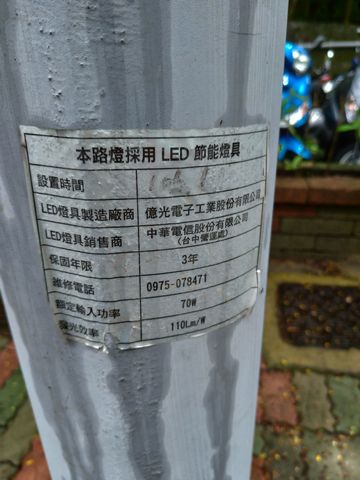 本路燈採用 LED 節能燈具
設置時間
LED燈具製造廠商 億光電子工業股份有限公司
LED燈具銷售商 中華電信股份有限公司
(台中營運處)
保固年限 3年
維修電話 0975-078471
額定輸入功率 70W
發光效率 110Lm/W